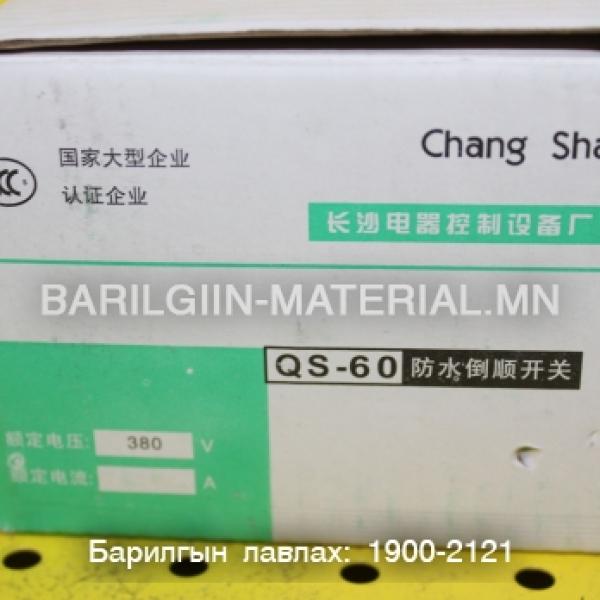 国家大型企业
认证企业
Chang Sha
长沙电器控制设备厂
BARILGIIN-MATERIAL.MN
QS-60 防水倒顺开关
额定电压: 380 V
额定电流: A
Барилгын лавлах: 1900-2121